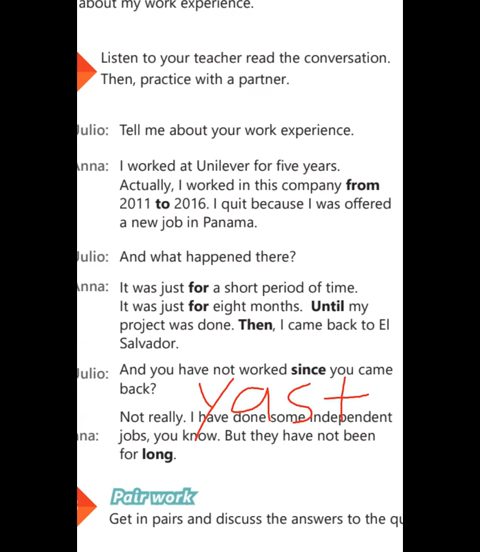 about my work experience.
Listen to your teacher read the conversation.
Then, practice with a partner.
Julio: Tell me about your work experience.
Anna: I worked at Unilever for five years.
Actually, I worked in this company from
2011 to 2016. I quit because I was offered
a new job in Panama.
Julio: And what happened there?
Anna: It was just for a short period of time.
It was just for eight months. Until my
project was done. Then, I came back to El
Salvador.
Julio: And you have not worked since you came
back?
yast
Not really. I have done some Independent
nna: jobs, you know. But they have not been
for long.
Pair work
Get in pairs and discuss the answers to the qu